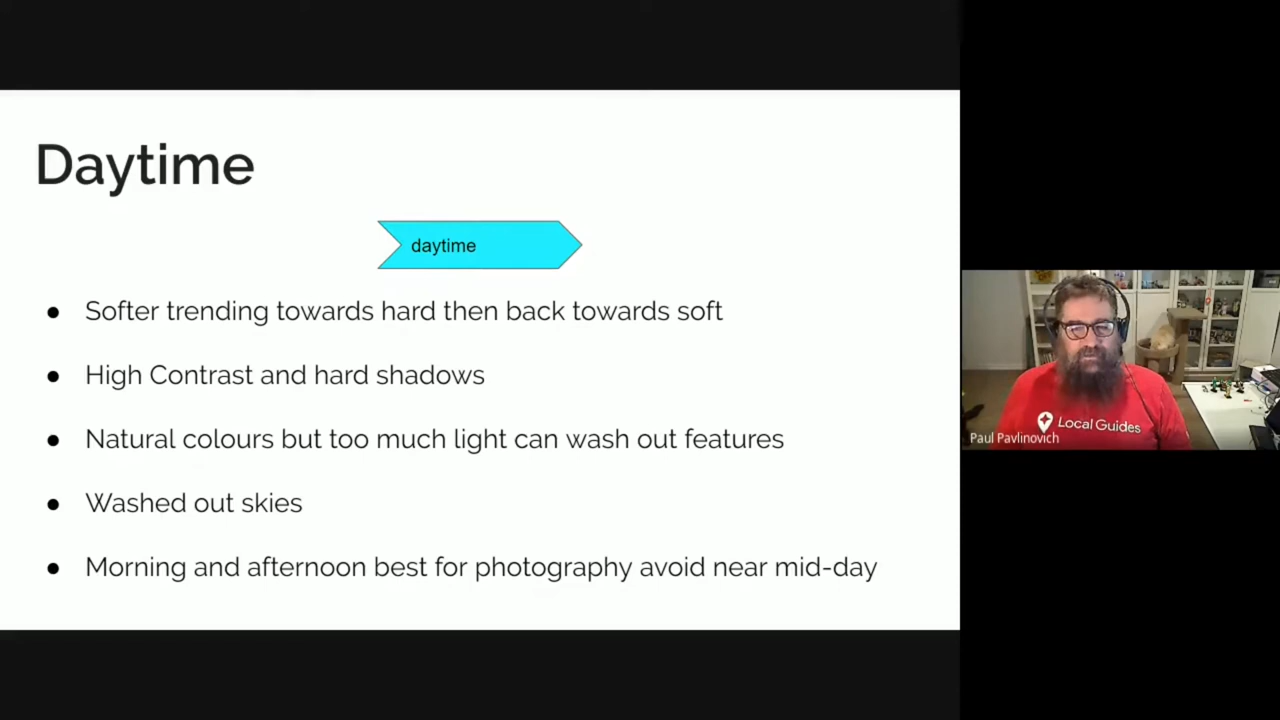 Daytime
daytime
● Softer trending towards hard then back towards soft
● High Contrast and hard shadows
● Natural colours but too much light can wash out features
● Washed out skies
● Morning and afternoon best for photography avoid near mid-day
Local Guides
Paul Pavlinovich